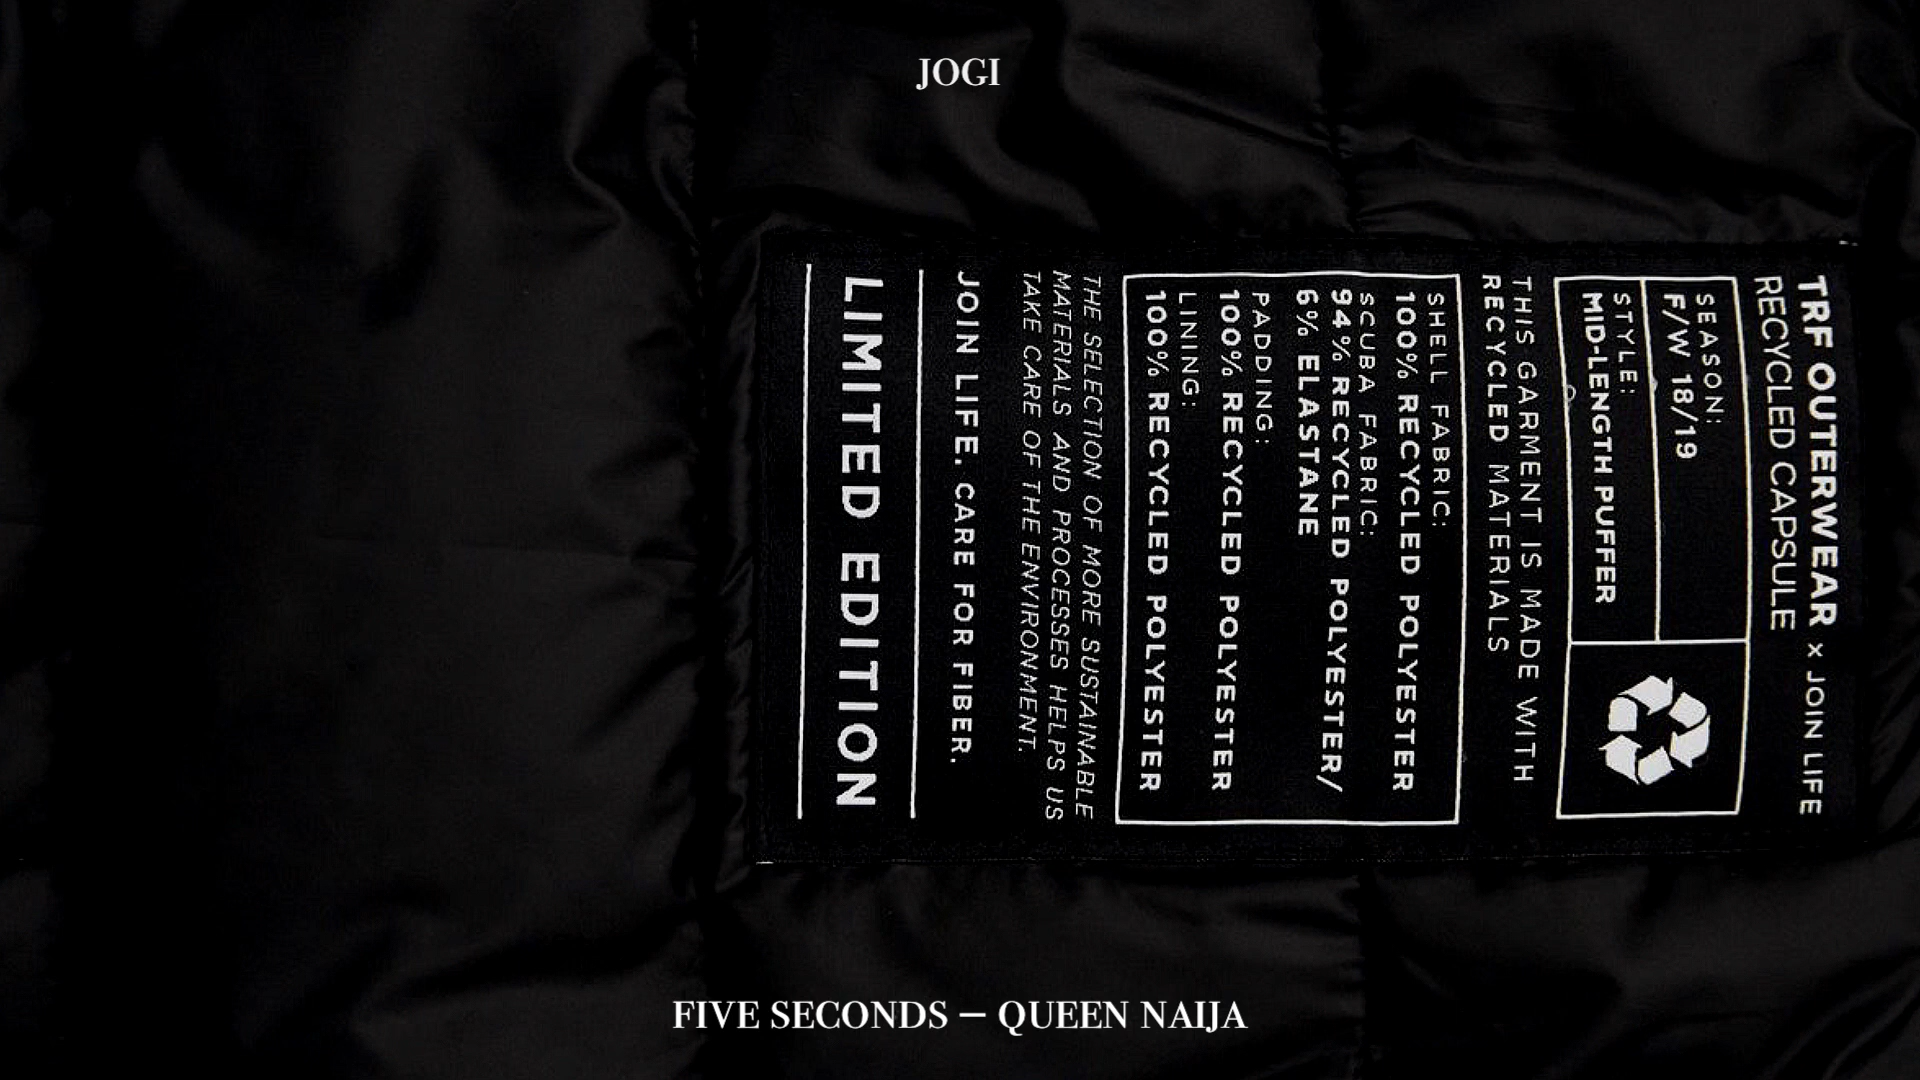 JOGI
TRF OUTERWEAR x JOIN LIFE
RECYCLED CAPSULE
SEASON:
F/W 18/19
STYLE:
MID-LENGTH PUFFER
THIS GARMENT IS MADE WITH
RECYCLED MATERIALS
SHELL FABRIC:
100% RECYCLED POLYESTER
SCUBA FABRIC:
94% RECYCLED POLYESTER/
6% ELASTANE
PADDING:
100% RECYCLED POLYESTER
LINING:
100% RECYCLED POLYESTER
THE SELECTION OF MORE SUSTAINABLE
MATERIALS AND PROCESSES HELPS US
TAKE CARE OF THE ENVIRONMENT.
JOIN LIFE. CARE FOR FIBER.
LIMITED EDITION
FIVE SECONDS — QUEEN NAIJA